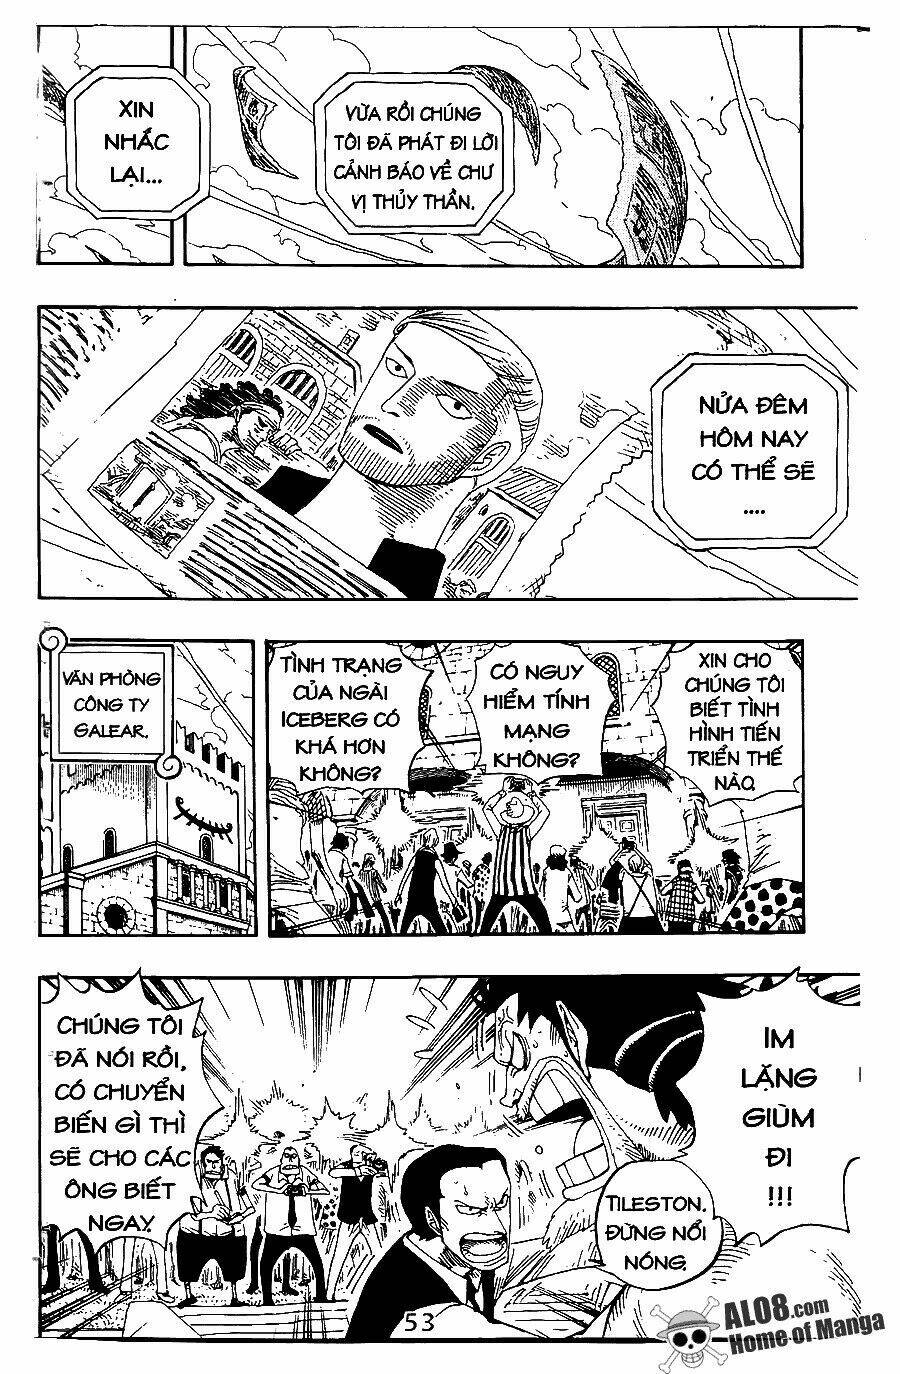 XIN
NHẮC
LẠI...
VỪA RỒI CHÚNG
TÔI ĐÃ PHÁT ĐI LỜI
CẢNH BÁO VỀ CHƯ
VỊ THỦY THẦN.
NỬA ĐÊM
HÔM NAY
CÓ THỂ SẼ
....
VĂN PHÒNG
CÔNG TY
GALEAR.
TÌNH TRẠNG
CỦA NGÀI
ICEBERG CÓ
KHÁ HƠN
KHÔNG?
CÓ NGUY
HIỂM TÍNH
MẠNG
KHÔNG?
XIN CHO
CHÚNG TÔI
BIẾT TÌNH
HÌNH TIẾN
TRIỂN THẾ
NÀO.
CHÚNG TÔI
ĐÃ NÓI RỒI,
CÓ CHUYỂN
BIẾN GÌ THÌ
SẼ CHO CÁC
ÔNG BIẾT
NGAY.
IM
LẶNG
GIÙM
ĐI
!!!
TILESTON.
ĐỪNG NỔI
NÓNG.
53
ALO8.com
Home of Manga